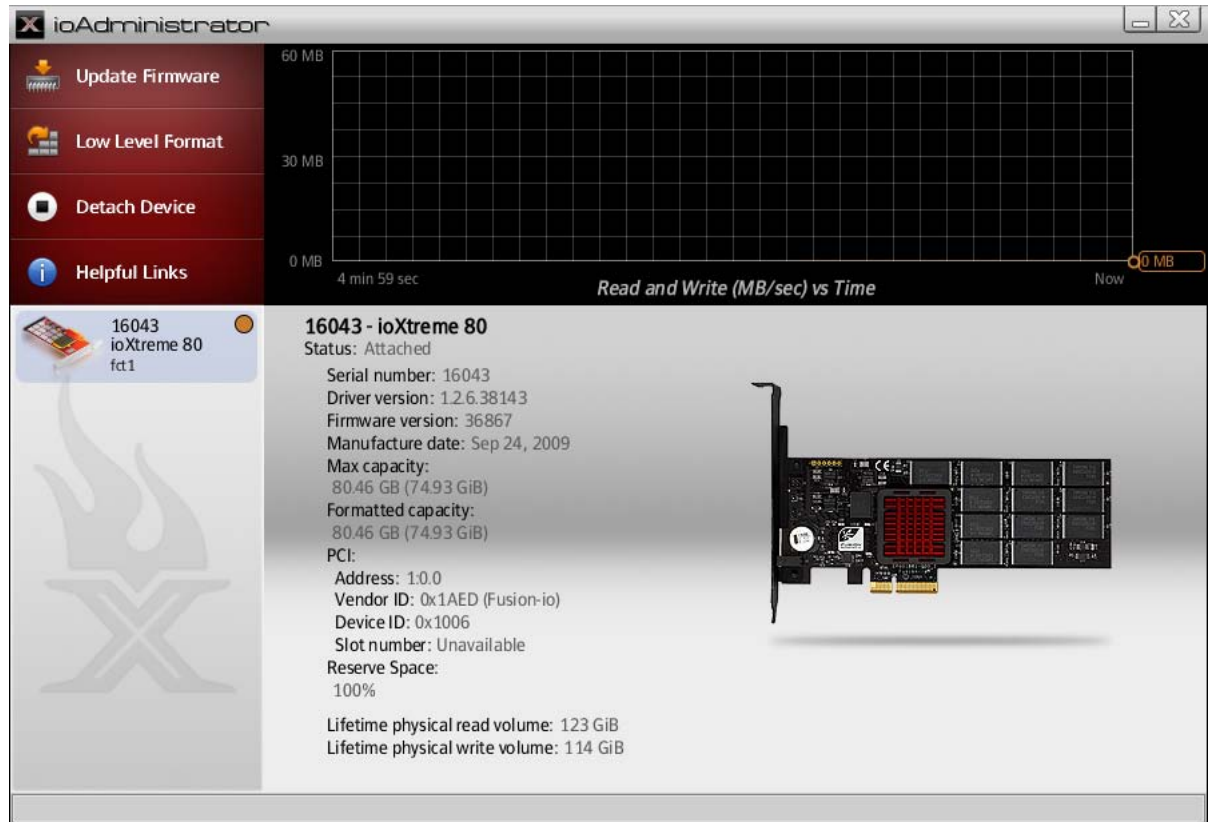 ioAdministrator
Update Firmware
Low Level Format
Detach Device
Helpful Links
60 MB
30 MB
0 MB
4 min 59 sec
Read and Write (MB/sec) vs Time
Now
0 MB
16043
ioXtreme 80
fct1
16043 - ioXtreme 80
Status: Attached
Serial number: 16043
Driver version: 1.2.6.38143
Firmware version: 36867
Manufacture date: Sep 24, 2009
Max capacity:
80.46 GB (74.93 GiB)
Formatted capacity:
80.46 GB (74.93 GiB)
PCI:
Address: 1:0.0
Vendor ID: 0x1AED (Fusion-io)
Device ID: 0x1006
Slot number: Unavailable
Reserve Space:
100%
Lifetime physical read volume: 123 GiB
Lifetime physical write volume: 114 GiB